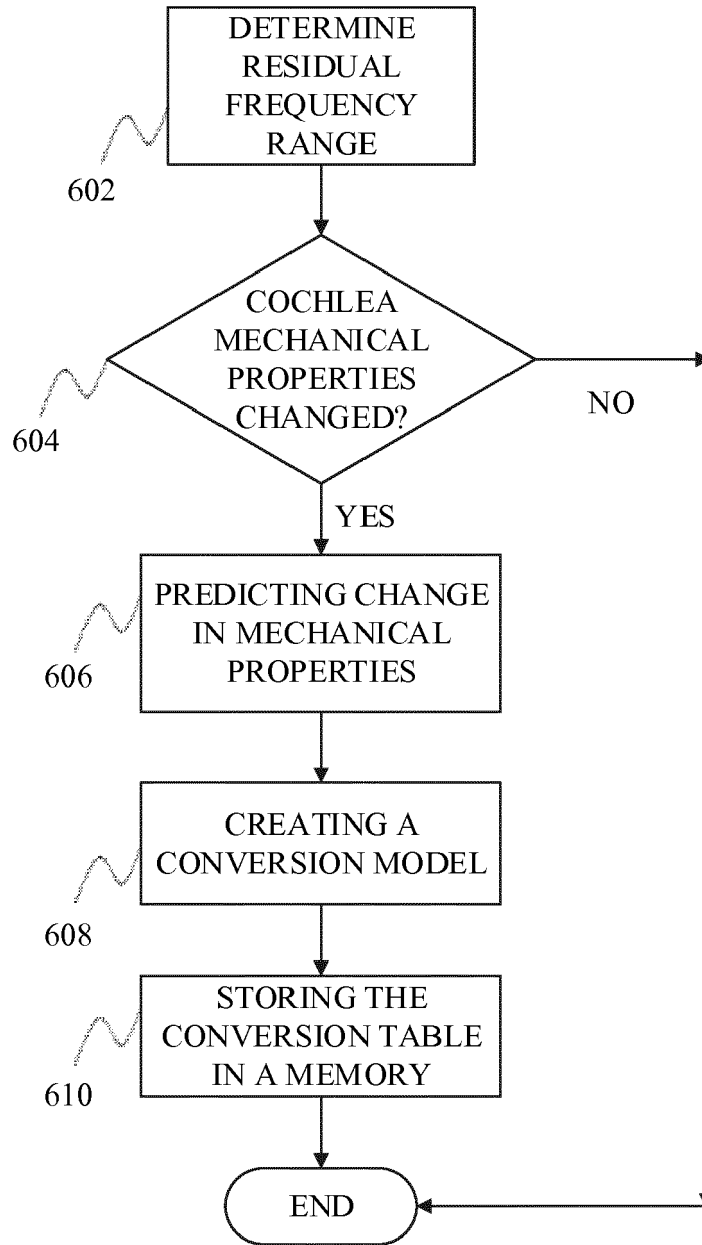 DETERMINE
RESIDUAL
FREQUENCY
RANGE
602
COCHLEA
MECHANICAL
PROPERTIES
CHANGED?
604
NO
YES
PREDICTING CHANGE
IN MECHANICAL
PROPERTIES
606
CREATING A
CONVERSION MODEL
608
STORING THE
CONVERSION TABLE
IN A MEMORY
610
END